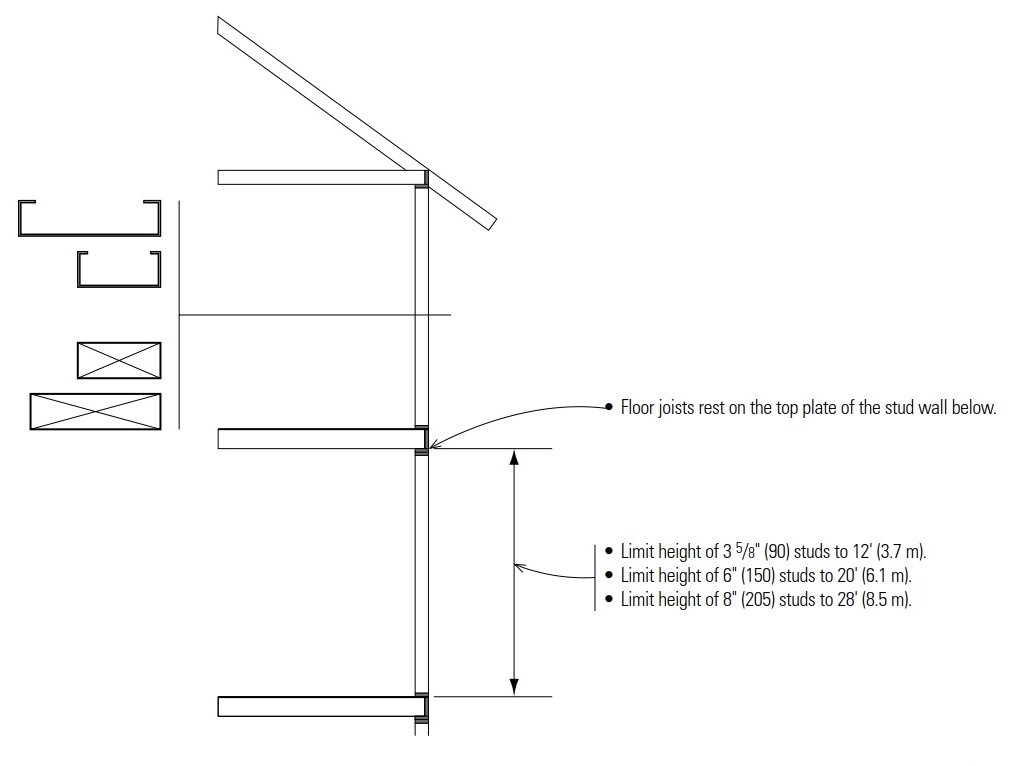 • Floor joists rest on the top plate of the stud wall below.
• Limit height of 3 5/8" (90) studs to 12' (3.7 m).
• Limit height of 6" (150) studs to 20' (6.1 m).
• Limit height of 8" (205) studs to 28' (8.5 m).